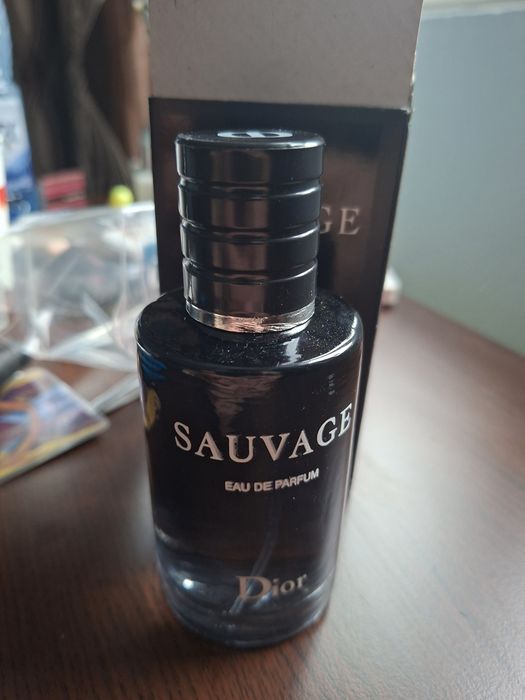 GE
SAUVAGE
EAU DE PARFUM
Dior